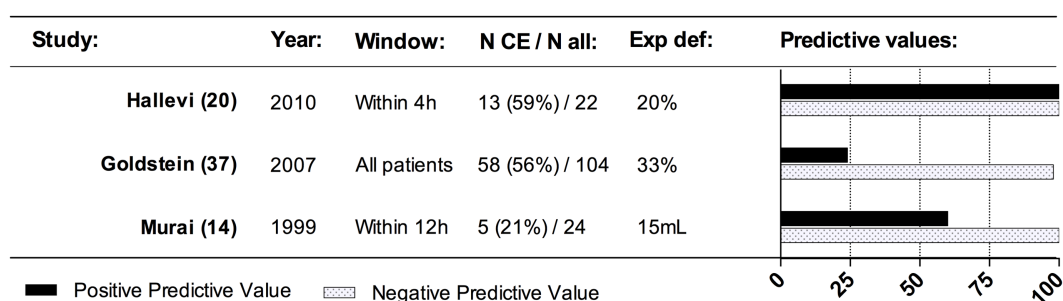 Study: Year: Window: N CE / N all: Exp def: Predictive values:
Hallevi (20) 2010 Within 4h 13 (59%) / 22 20%
Goldstein (37) 2007 All patients 58 (56%) / 104 33%
Murai (14) 1999 Within 12h 5 (21%) / 24 15mL
0 25 50 75 100
Positive Predictive Value Negative Predictive Value